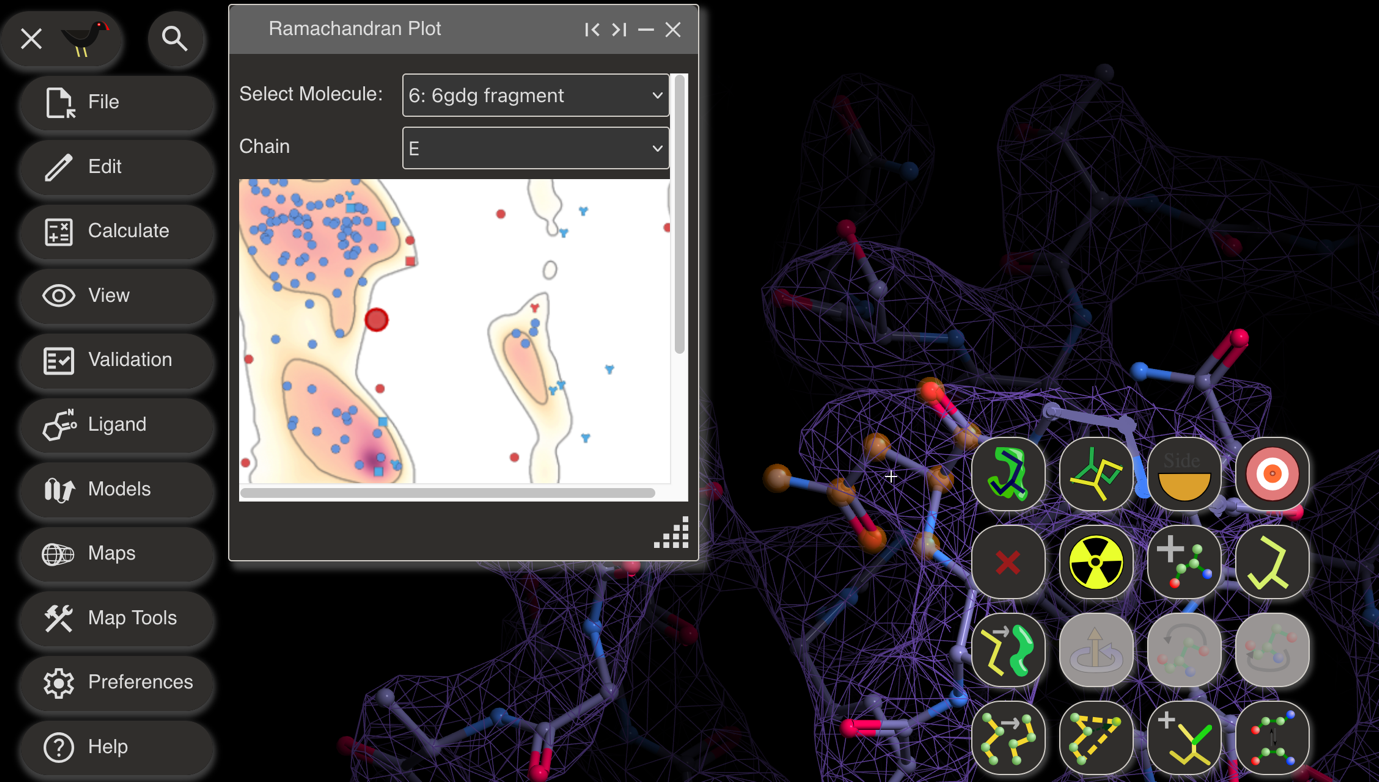 Ramachandran Plot
Select Molecule: 6: 6gdg fragment
Chain E
File
Edit
Calculate
View
Validation
N
Ligand
Models
Maps
Map Tools
Preferences
Help
Side